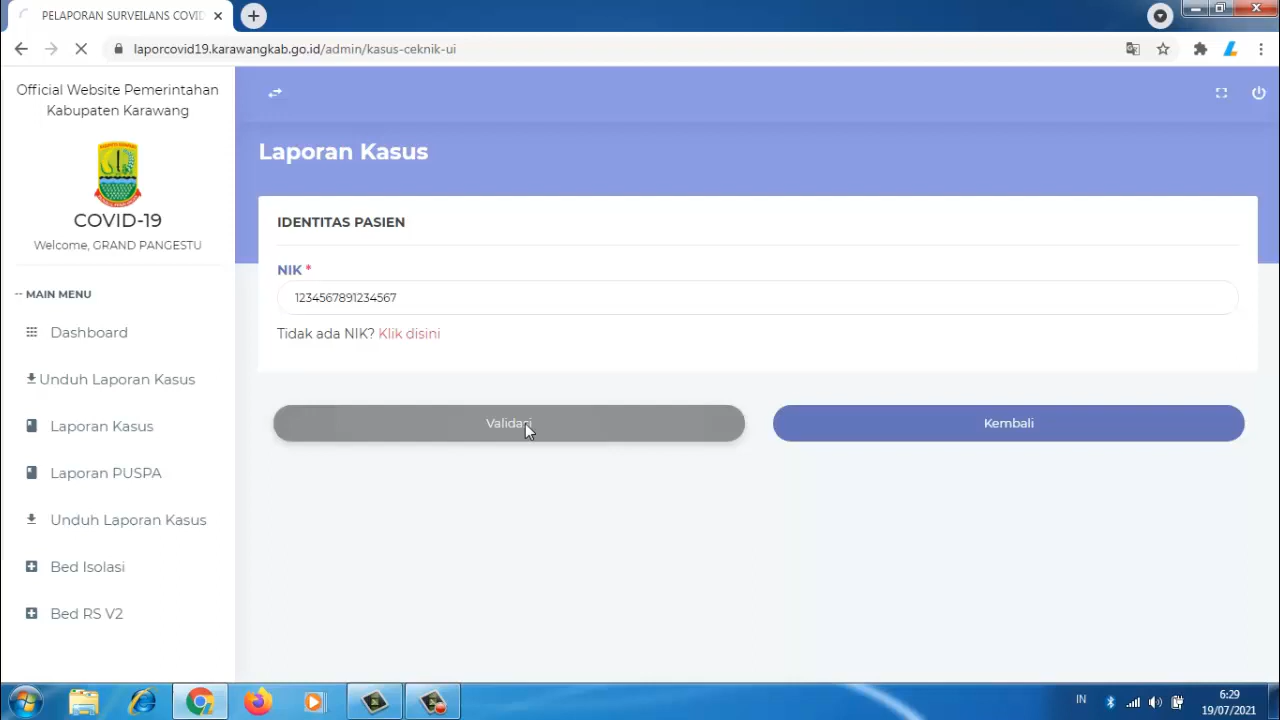 PELAPORAN SURVEILANS COVID
laporcovid19.karawangkab.go.id/admin/kasus-ceknik-ui
Official Website Pemerintahan
Kabupaten Karawang
COVID-19
Welcome, GRAND PANGESTU
-- MAIN MENU
Dashboard
Unduh Laporan Kasus
Laporan Kasus
Laporan PUSPA
Unduh Laporan Kasus
Bed Isolasi
Bed RS V2
Laporan Kasus
IDENTITAS PASIEN
NIK *
1234567891234567
Tidak ada NIK? Klik disini
Validasi
Kembali
IN
6:29
19/07/2021